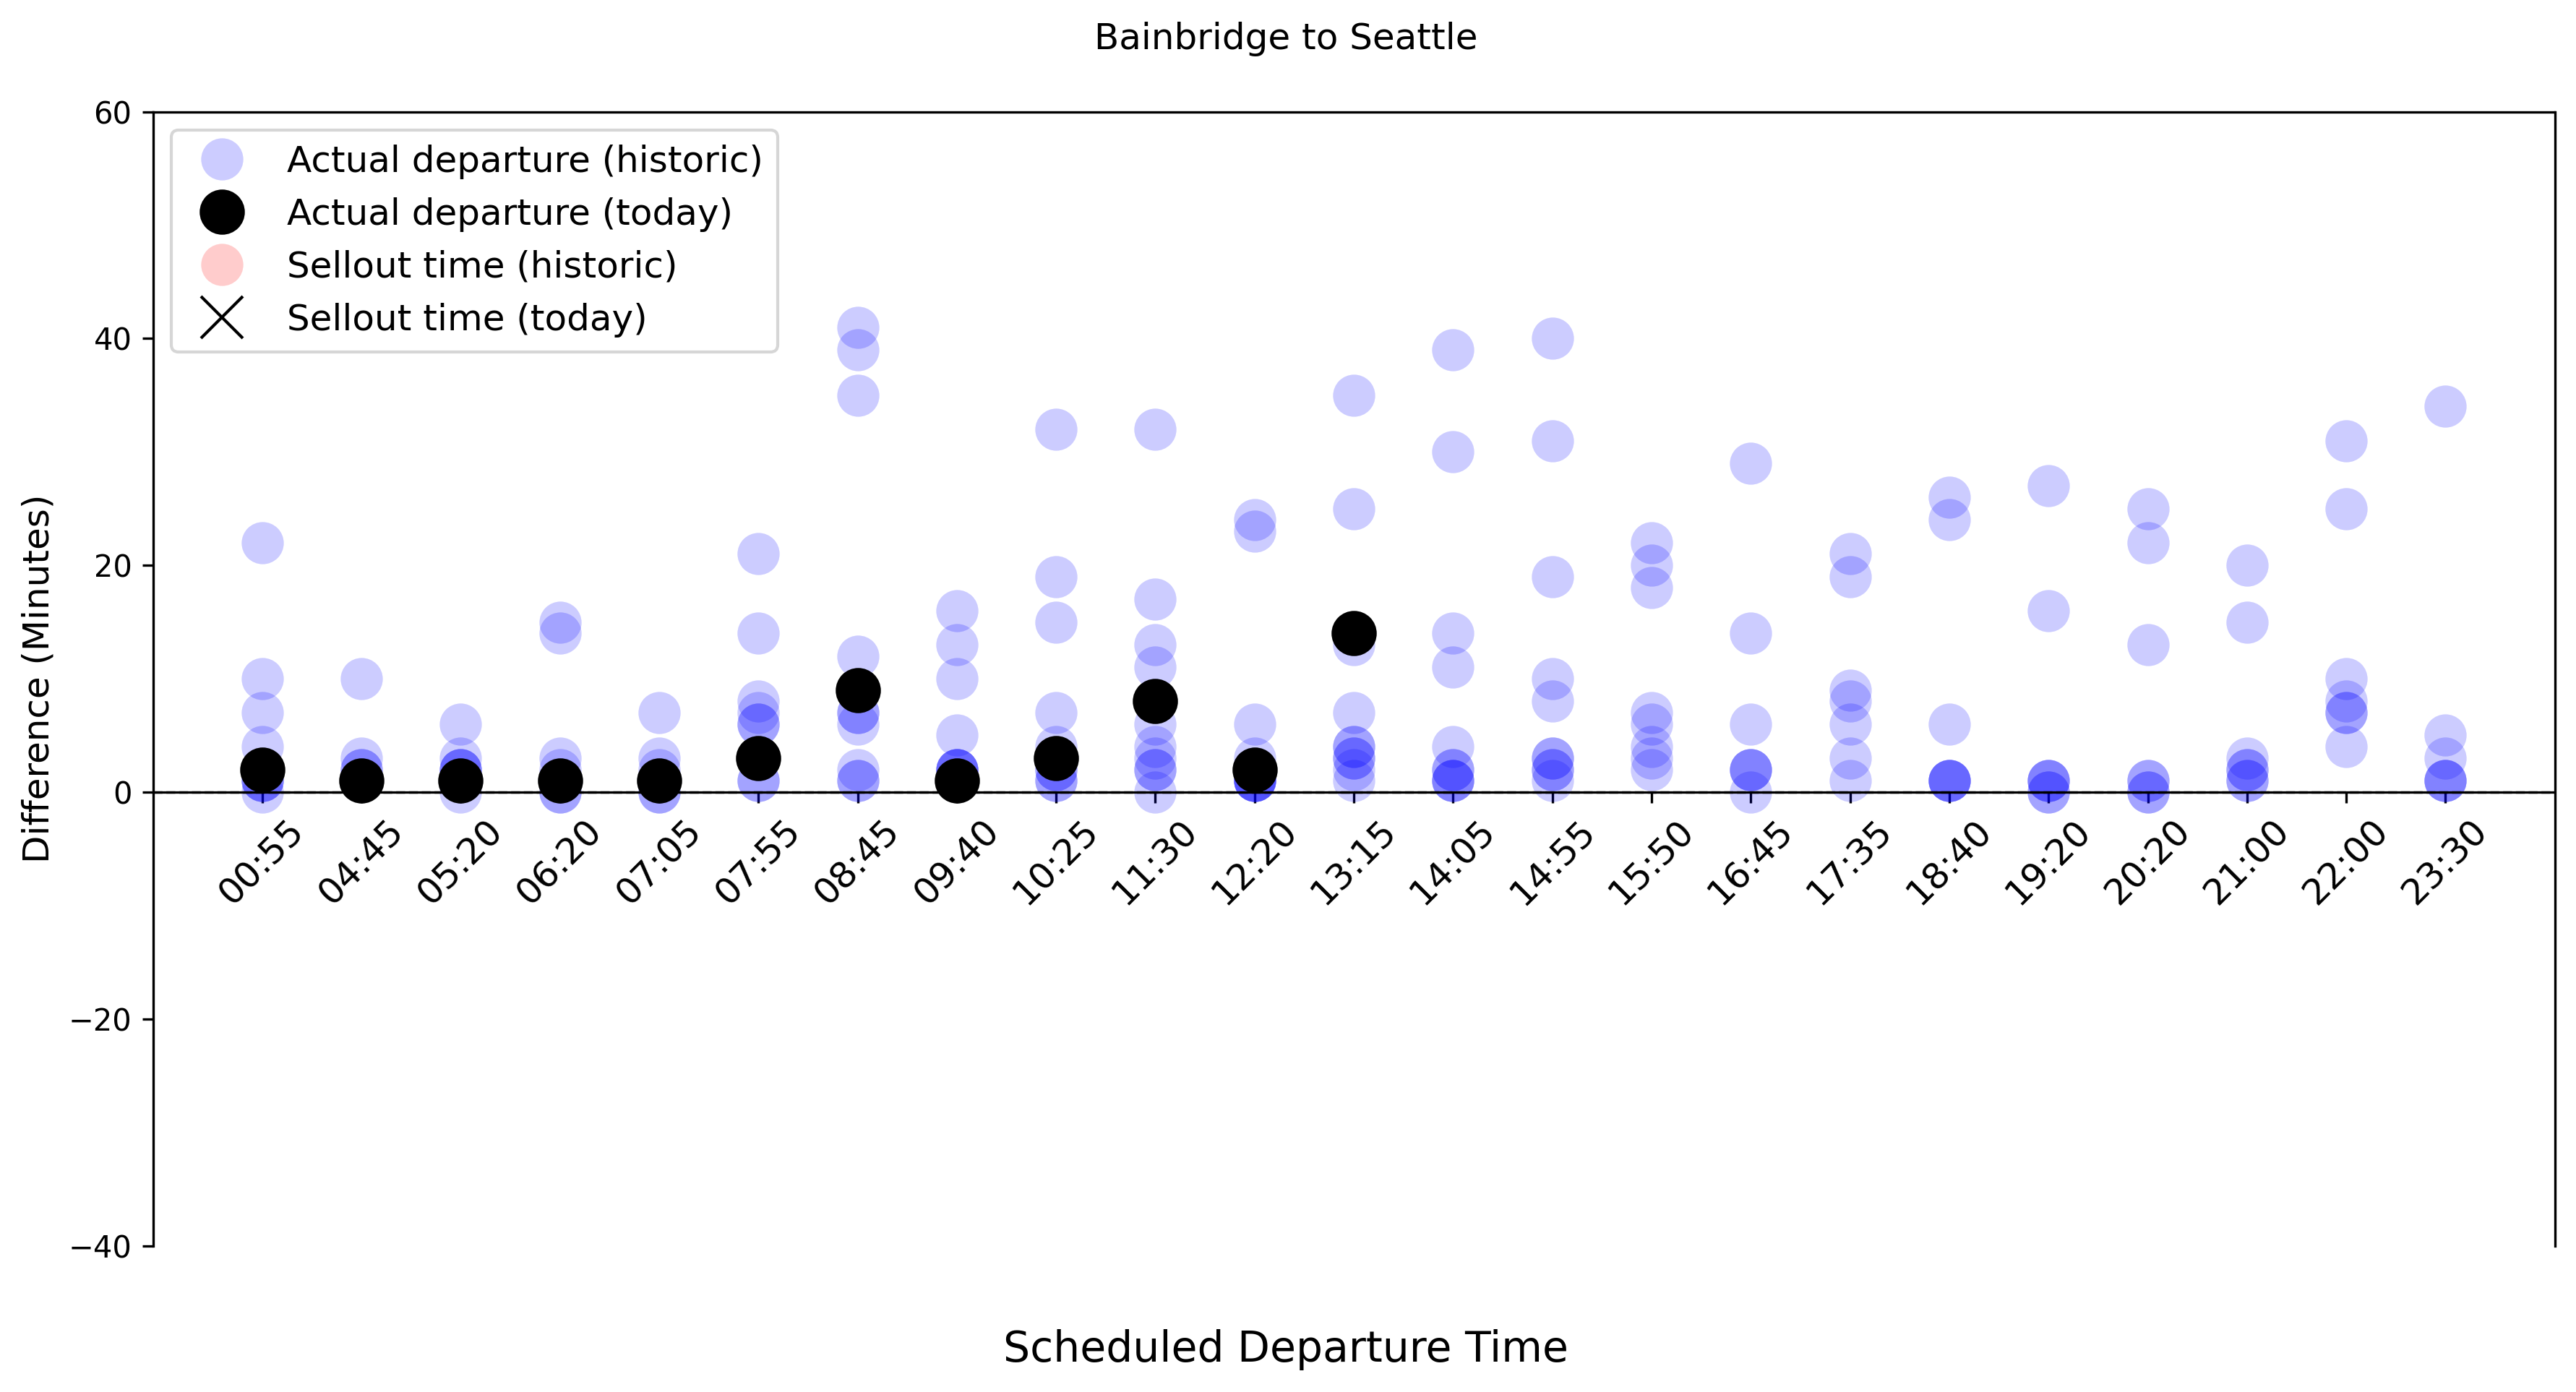 Bainbridge to Seattle
60
40
20
0
−20
−40
Difference (Minutes)
Actual departure (historic)
Actual departure (today)
Sellout time (historic)
Sellout time (today)
00:55 04:45 05:20 06:20 07:05 07:55 08:45 09:40 10:25 11:30 12:20 13:15 14:05 14:55 15:50 16:45 17:35 18:40 19:20 20:20 21:00 22:00 23:30
Scheduled Departure Time